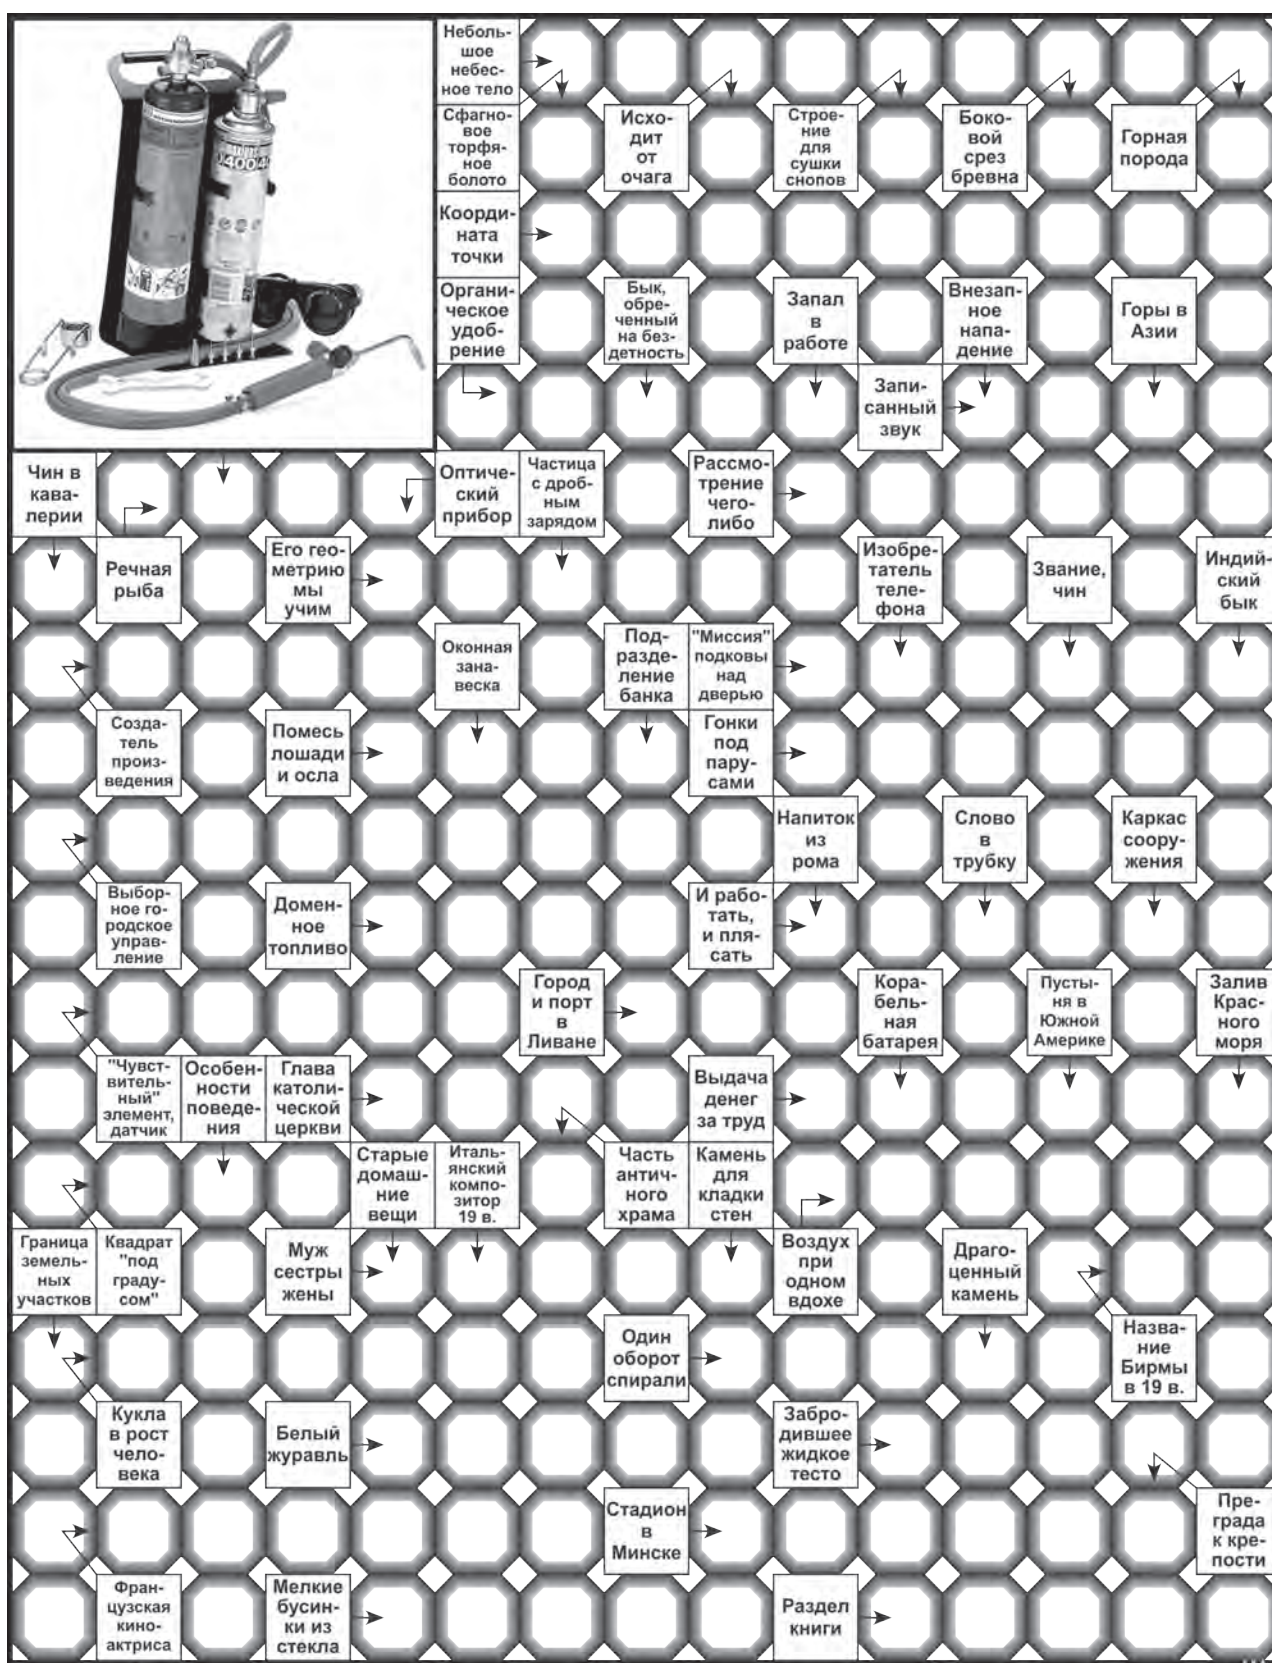 Неболь-
шое
небес-
ное тело
Сфагно-
вое
торфя-
ное
болото
Исхо-
дит
от
очага
Строе-
ние
для
сушки
снопов
Боко-
вой
срез
бревна
Горная
порода
Коорди-
ната
точки
Органи-
ческое
удоб-
рение
Бык,
обре-
ченный
на без-
детность
Запал
в
работе
Внезап-
ное
напа-
дение
Горы в
Азии
Запи-
санный
звук
Чин в
кава-
лерии
Оптиче-
ский
прибор
Частица
с дроб-
ным
зарядом
Рассмо-
трение
чего-
либо
Речная
рыба
Его гео-
метрию
мы
учим
Изобре-
татель
теле-
фона
Звание,
чин
Индий-
ский
бык
Оконная
зана-
веска
Под-
разде-
ление
банка
"Миссия"
подковы
над
дверью
Созда-
тель
произ-
ведения
Помесь
лошади
и осла
Гонки
под
пару-
сами
Напиток
из
рома
Слово
в
трубку
Каркас
соору-
жения
Выбор-
ное го-
родское
управ-
ление
Домен-
ное
топливо
И рабо-
тать,
и пля-
сать
Город
и порт
в
Ливане
Кора-
бель-
ная
батарея
Пусты-
ня в
Южной
Америке
Залив
Крас-
ного
моря
"Чувст-
витель-
ный"
элемент,
датчик
Особен-
ности
поведе-
ния
Глава
католи-
ческой
церкви
Выдача
денег
за труд
Старые
домаш-
ние
вещи
Италь-
янский
компо-
зитор
19 в.
Часть
антич-
ного
храма
Камень
для
кладки
стен
Граница
земель-
ных
участков
Квадрат
"под
граду-
сом"
Муж
сестры
жены
Воздух
при
одном
вдохе
Драго-
ценный
камень
Один
оборот
спирали
Назва-
ние
Бирмы
в 19 в.
Кукла
в рост
чело-
века
Белый
журавль
Забро-
дившее
жидкое
тесто
Стадион
в
Минске
Пре-
града
к кре-
пости
Фран-
цузская
кино-
актриса
Мелкие
бусин-
ки из
стекла
Раздел
книги